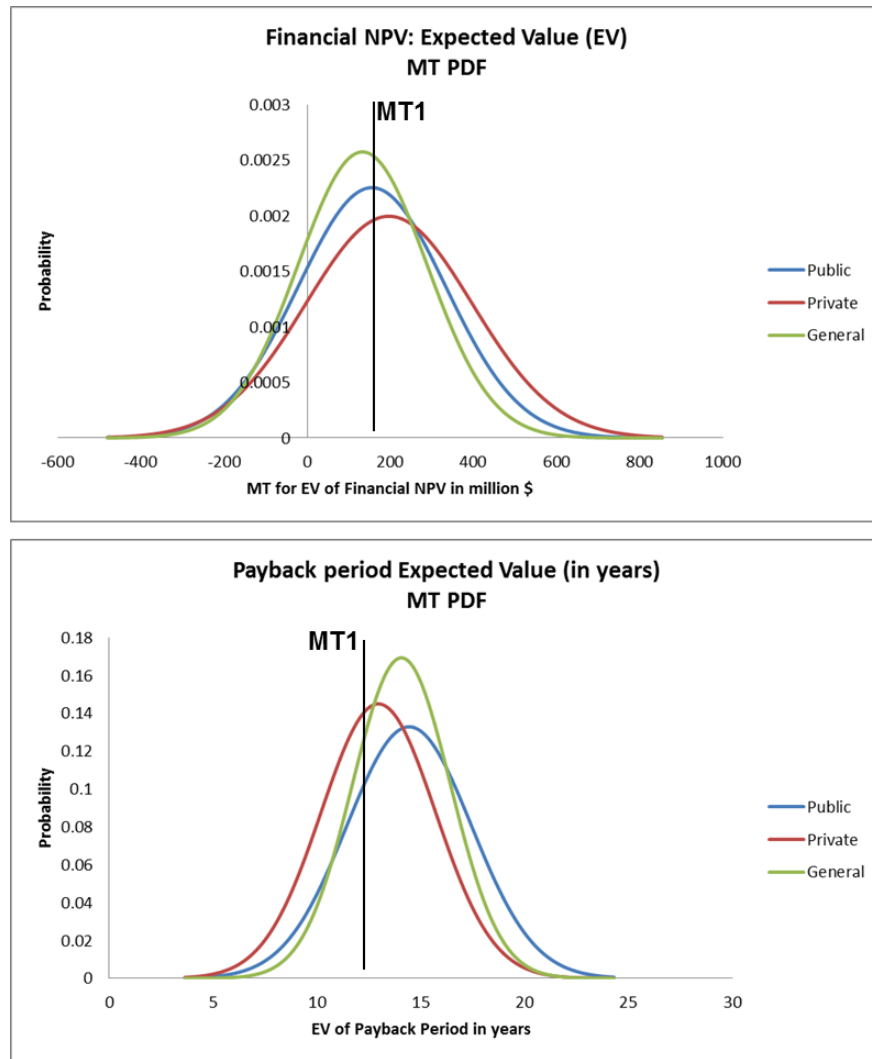 Financial NPV: Expected Value (EV)
MT PDF
MT1
0.003
0.0025
0.002
0.0015
0.001
0.0005
0
Probability
-600 -400 -200 0 200 400 600 800 1000
MT for EV of Financial NPV in million $
Public
Private
General
Payback period Expected Value (in years)
MT PDF
MT1
0.18
0.16
0.14
0.12
0.1
0.08
0.06
0.04
0.02
0
Probability
0 5 10 15 20 25 30
EV of Payback Period in years
Public
Private
General